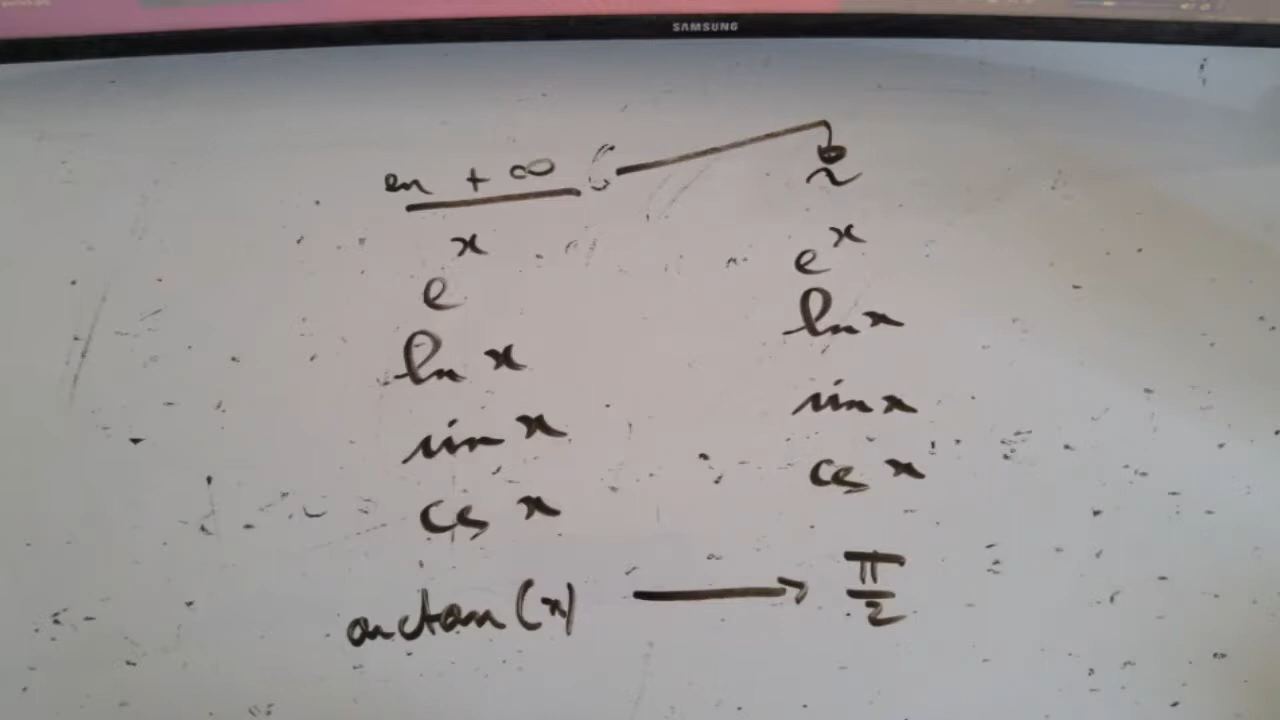 SAMSUNG
en + ∞ ~
e^x e^x
ln x ln x
sin x sin x
cos x cos x
arctan(x) → π/2